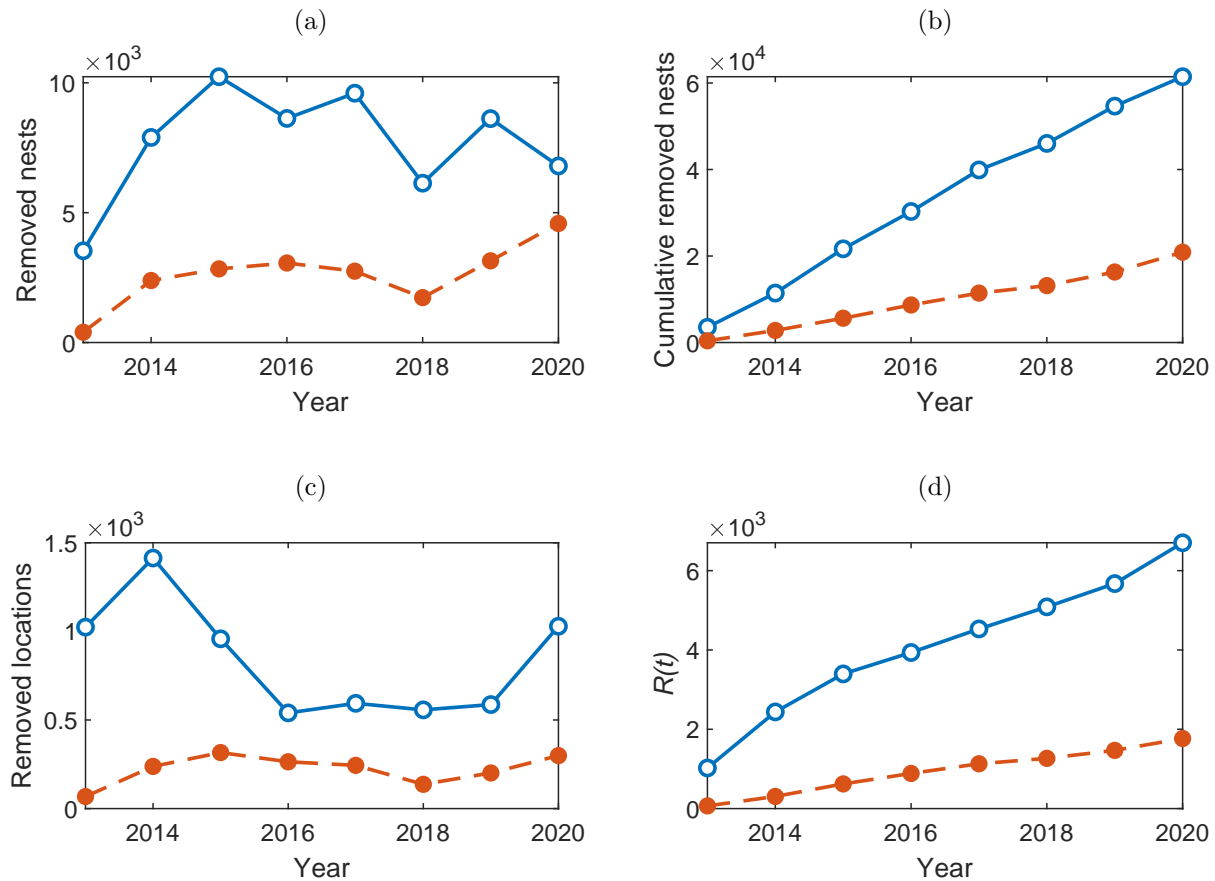 (a)
×10³
10
5
0
Removed nests
2014 2016 2018 2020
Year
(b)
×10⁴
6
4
2
0
Cumulative removed nests
2014 2016 2018 2020
Year
(c)
×10³
1.5
1
0.5
0
Removed locations
2014 2016 2018 2020
Year
(d)
×10³
6
4
2
0
R(t)
2014 2016 2018 2020
Year